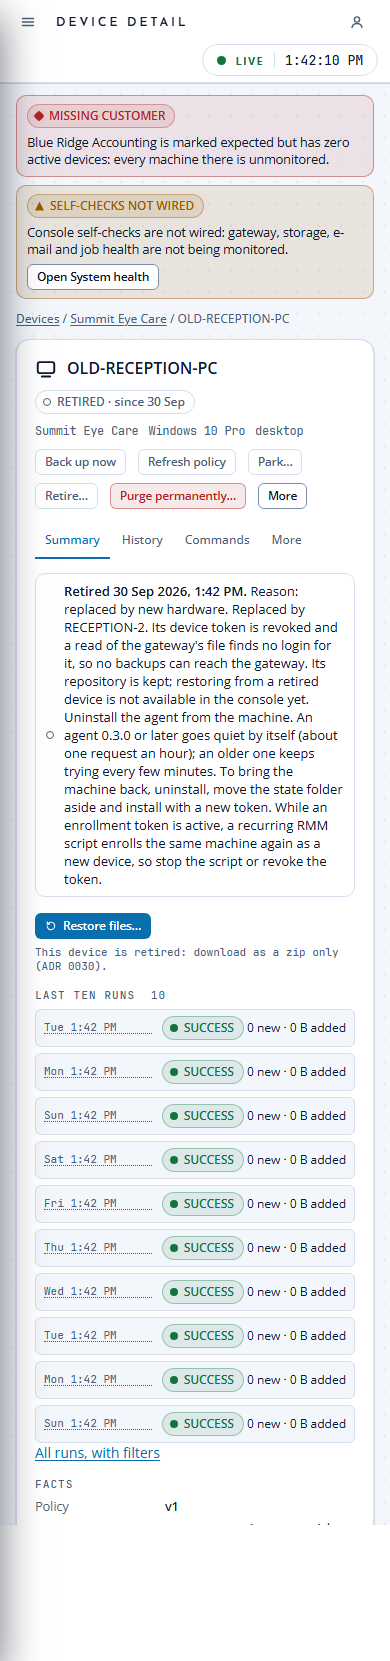 DEVICE DETAIL
LIVE 1:42:10 PM
MISSING CUSTOMER
Blue Ridge Accounting is marked expected but has zero
active devices: every machine there is unmonitored.
SELF-CHECKS NOT WIRED
Console self-checks are not wired: gateway, storage, e-
mail and job health are not being monitored.
Open System health
Devices / Summit Eye Care / OLD-RECEPTION-PC
OLD-RECEPTION-PC
RETIRED · since 30 Sep
Summit Eye Care Windows 10 Pro desktop
Back up now Refresh policy Park...
Retire... Purge permanently... More
Summary History Commands More
Retired 30 Sep 2026, 1:42 PM. Reason:
replaced by new hardware. Replaced by
RECEPTION-2. Its device token is revoked and
a read of the gateway's file finds no login for
it, so no backups can reach the gateway. Its
repository is kept; restoring from a retired
device is not available in the console yet.
Uninstall the agent from the machine. An
agent 0.3.0 or later goes quiet by itself (about
one request an hour); an older one keeps
trying every few minutes. To bring the
machine back, uninstall, move the state folder
aside and install with a new token. While an
enrollment token is active, a recurring RMM
script enrolls the same machine again as a
new device, so stop the script or revoke the
token.
Restore files...
This device is retired: download as a zip only
(ADR 0030).
LAST TEN RUNS 10
Tue 1:42 PM SUCCESS 0 new · 0 B added
Mon 1:42 PM SUCCESS 0 new · 0 B added
Sun 1:42 PM SUCCESS 0 new · 0 B added
Sat 1:42 PM SUCCESS 0 new · 0 B added
Fri 1:42 PM SUCCESS 0 new · 0 B added
Thu 1:42 PM SUCCESS 0 new · 0 B added
Wed 1:42 PM SUCCESS 0 new · 0 B added
Tue 1:42 PM SUCCESS 0 new · 0 B added
Mon 1:42 PM SUCCESS 0 new · 0 B added
Sun 1:42 PM SUCCESS 0 new · 0 B added
All runs, with filters
FACTS
Policy v1